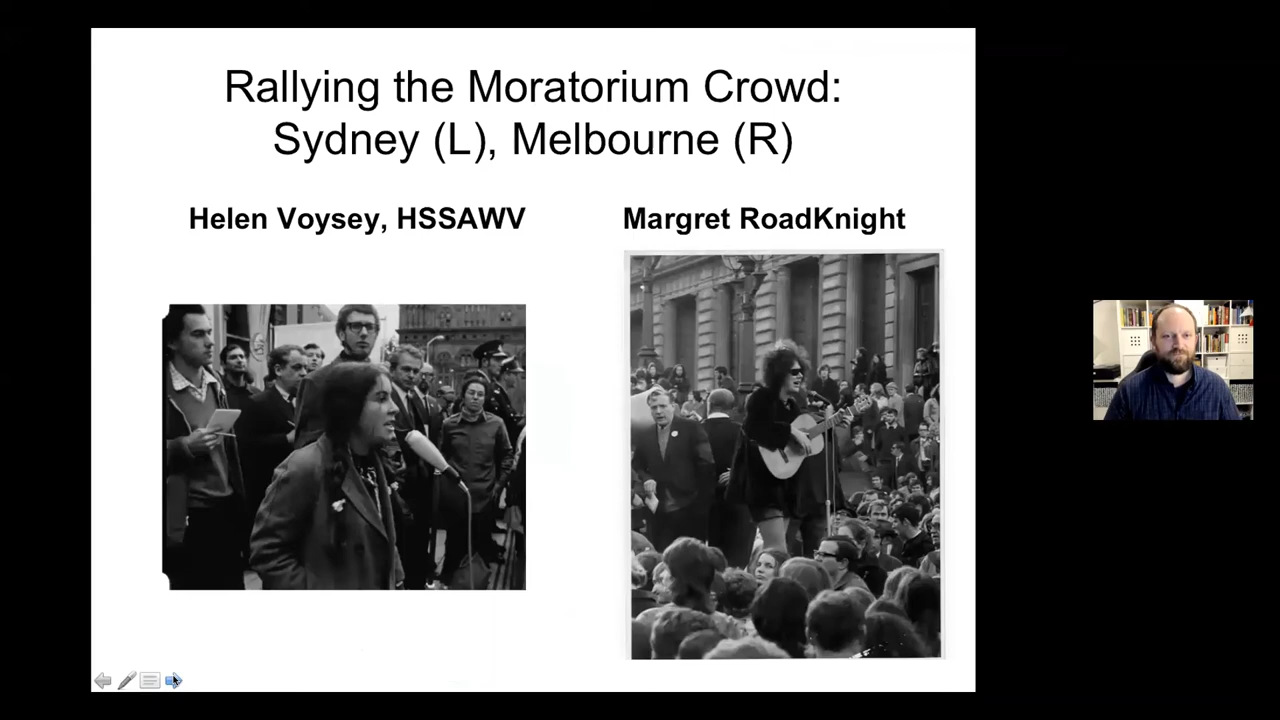 Rallying the Moratorium Crowd:
Sydney (L), Melbourne (R)
Helen Voysey, HSSAWV
Margret RoadKnight